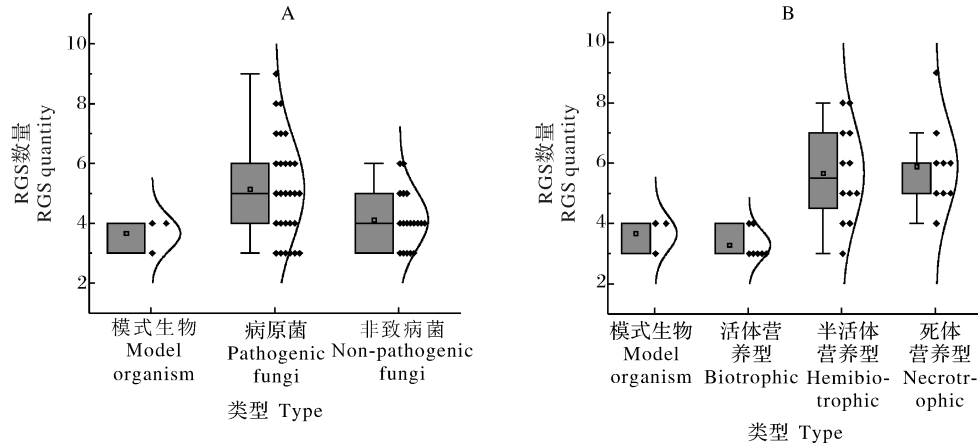 A
10
8
6
4
2
RGS数量
RGS quantity
模式生物
Model
organism
病原菌
Pathogenic
fungi
非致病菌
Non-pathogenic
fungi
类型 Type
B
10
8
6
4
2
RGS数量
RGS quantity
模式生物
Model
organism
活体营
养型
Biotrophic
半活体
营养型
Hemibio-
trophic
死体
营养型
Necrotr-
ophic
类型 Type